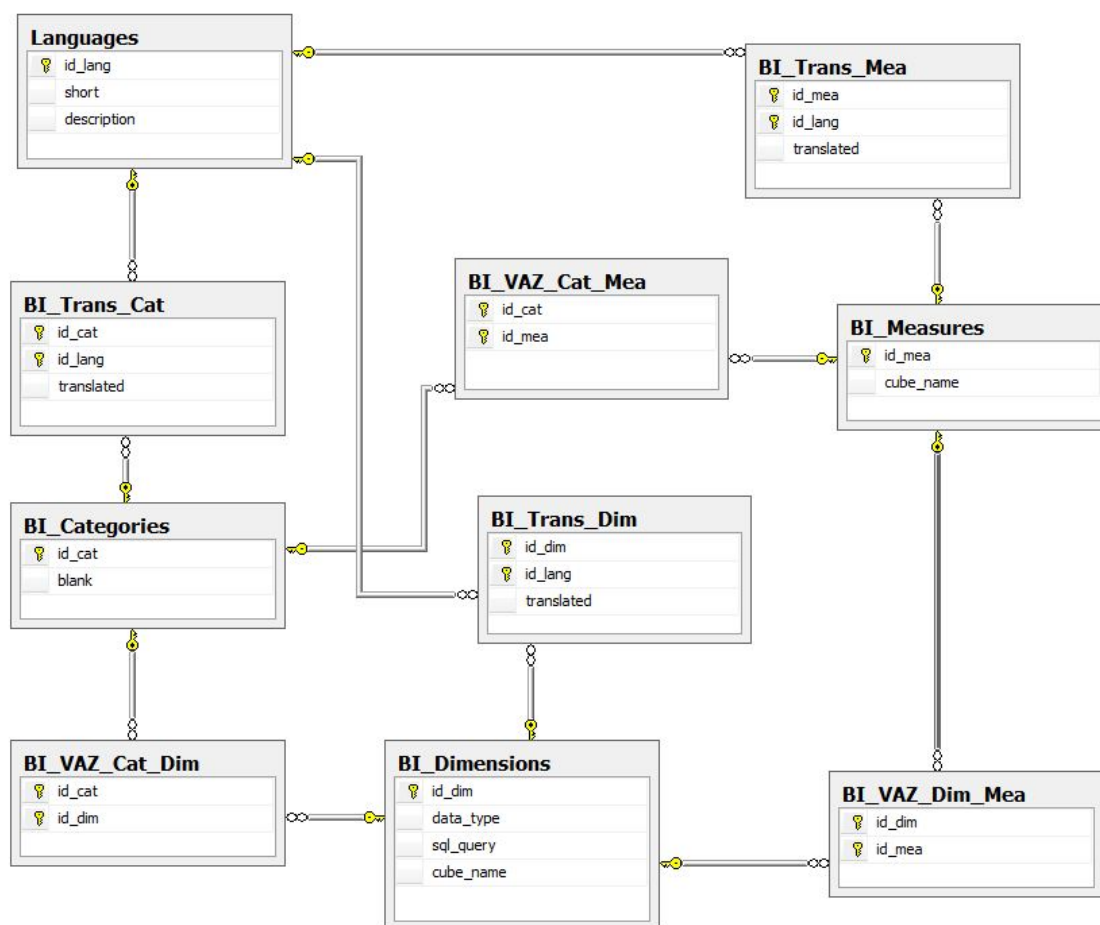 Languages
id_lang
short
description
BI_Trans_Mea
id_mea
id_lang
translated
BI_Trans_Cat
id_cat
id_lang
translated
BI_VAZ_Cat_Mea
id_cat
id_mea
BI_Measures
id_mea
cube_name
BI_Categories
id_cat
blank
BI_Trans_Dim
id_dim
id_lang
translated
BI_VAZ_Cat_Dim
id_cat
id_dim
BI_Dimensions
id_dim
data_type
sql_query
cube_name
BI_VAZ_Dim_Mea
id_dim
id_mea